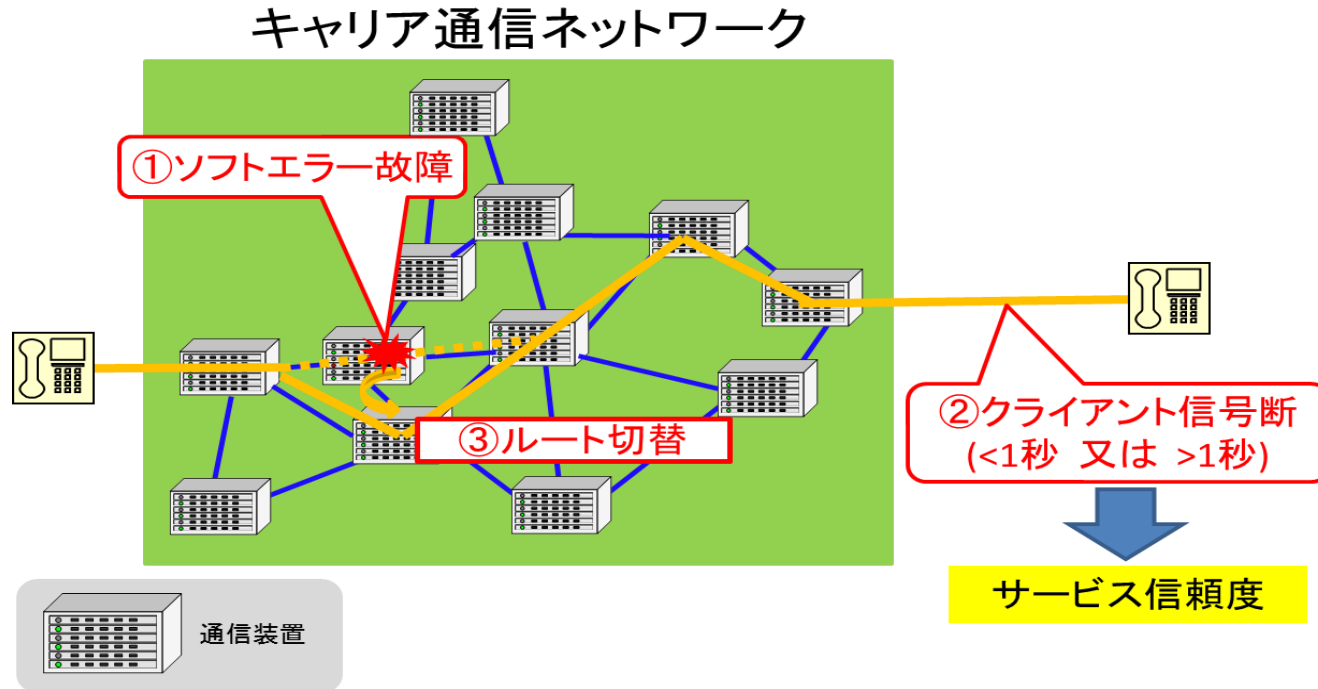 キャリア通信ネットワーク
①ソフトエラー故障
③ルート切替
②クライアント信号断
(<1秒 又は >1秒)
サービス信頼度
通信装置